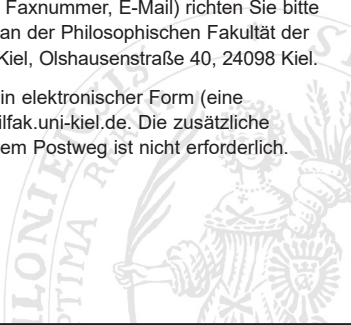 Faxnummer, E-Mail) richten Sie bitte
an der Philosophischen Fakultät der
Kiel, Olshausenstraße 40, 24098 Kiel.
in elektronischer Form (eine
ilfak.uni-kiel.de. Die zusätzliche
em Postweg ist nicht erforderlich.